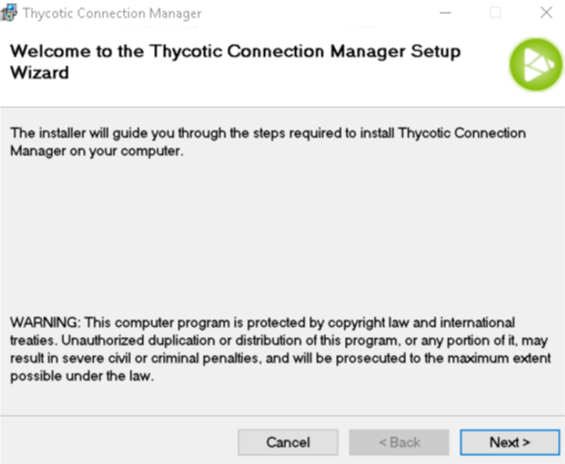 Thycotic Connection Manager
Welcome to the Thycotic Connection Manager Setup
Wizard
The installer will guide you through the steps required to install Thycotic Connection
Manager on your computer.
WARNING: This computer program is protected by copyright law and international
treaties. Unauthorized duplication or distribution of this program, or any portion of it, may
result in severe civil or criminal penalties, and will be prosecuted to the maximum extent
possible under the law.
Cancel < Back Next >